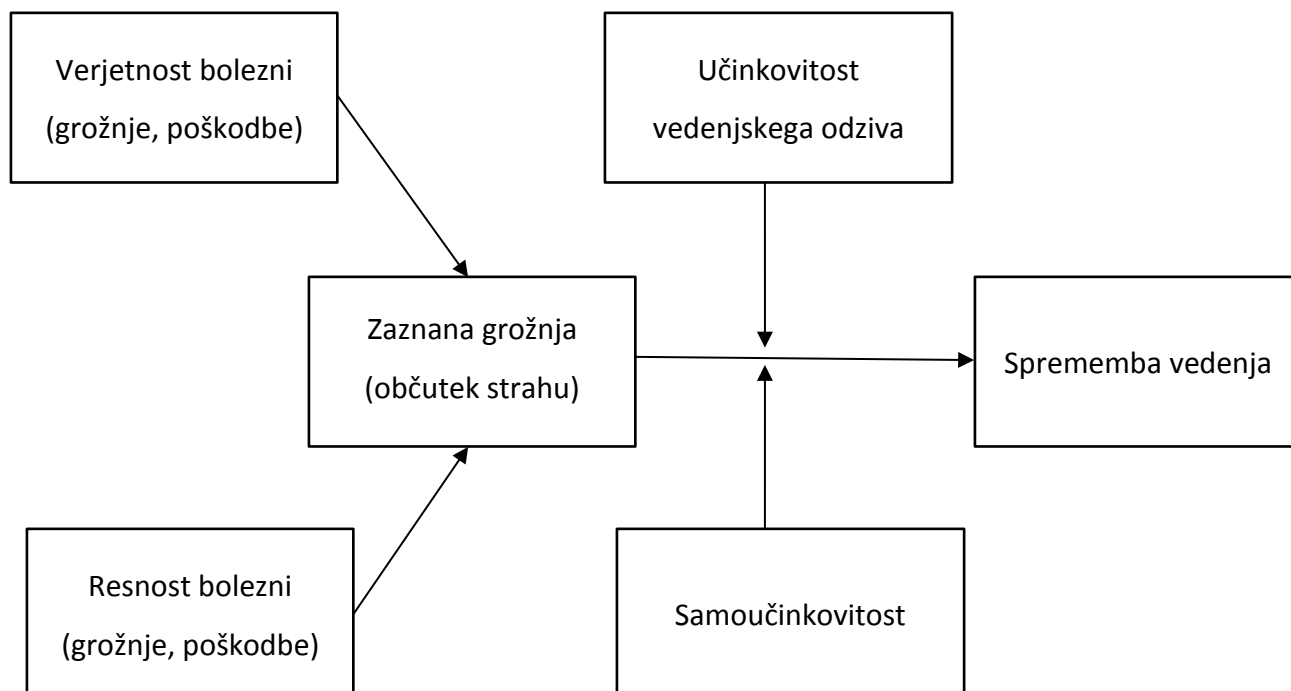 Verjetnost bolezni
(grožnje, poškodbe)
Učinkovitost
vedenjskega odziva
Zaznana grožnja
(občutek strahu)
Sprememba vedenja
Resnost bolezni
(grožnje, poškodbe)
Samoučinkovitost